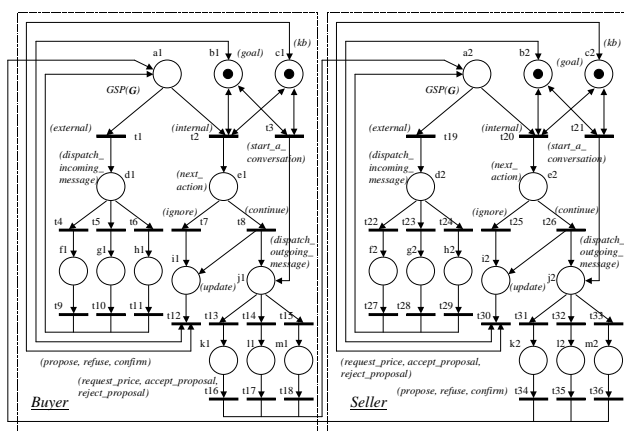 a1 b1 (goal) c1 (kb)
GSP(G)
(external) t1 (internal) t2 t3
(dispatch_
incoming_
message)
(start_a_
conversation)
d1 (next_
action) e1
t4 t5 t6 (ignore) t7 t8 (continue)
f1 g1 h1 i1 (dispatch_
outgoing_
message)
(update) j1
t9 t10 t11 t12 t13 t14 t15
k1 l1 m1
(propose, refuse, confirm)
(request_price, accept_proposal,
reject_proposal)
t16 t17 t18
Buyer
a2 b2 (goal) c2 (kb)
GSP(G)
(external) t19 (internal) t20 t21
(dispatch_
incoming_
message)
(start_a_
conversation)
d2 (next_
action) e2
t22 t23 t24 (ignore) t25 t26 (continue)
f2 g2 h2 i2 (dispatch_
outgoing_
message)
(update) j2
t27 t28 t29 t30 t31 t32 t33
k2 l2 m2
(request_price, accept_proposal,
reject_proposal)
(propose, refuse, confirm)
t34 t35 t36
Seller